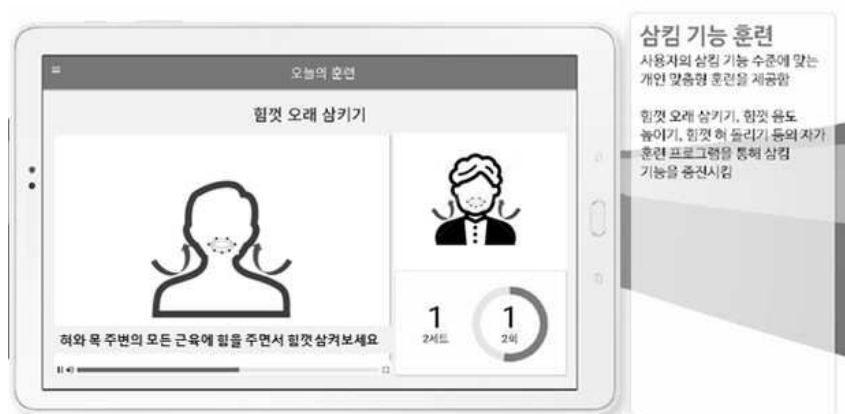 오늘의 훈련
힘껏 오래 삼키기
혀와 목 주변의 모든 근육에 힘을 주면서 힘껏 삼켜보세요
1
2세트
1
2회
삼킴 기능 훈련
사용자의 삼킴 기능 수준에 맞는
개인 맞춤형 훈련을 제공함
힘껏 오래 삼키기, 힘껏 음도
높이기, 힘껏 혀 돌리기 등의 자가
훈련 프로그램을 통해 삼킴
기능을 증진시킴